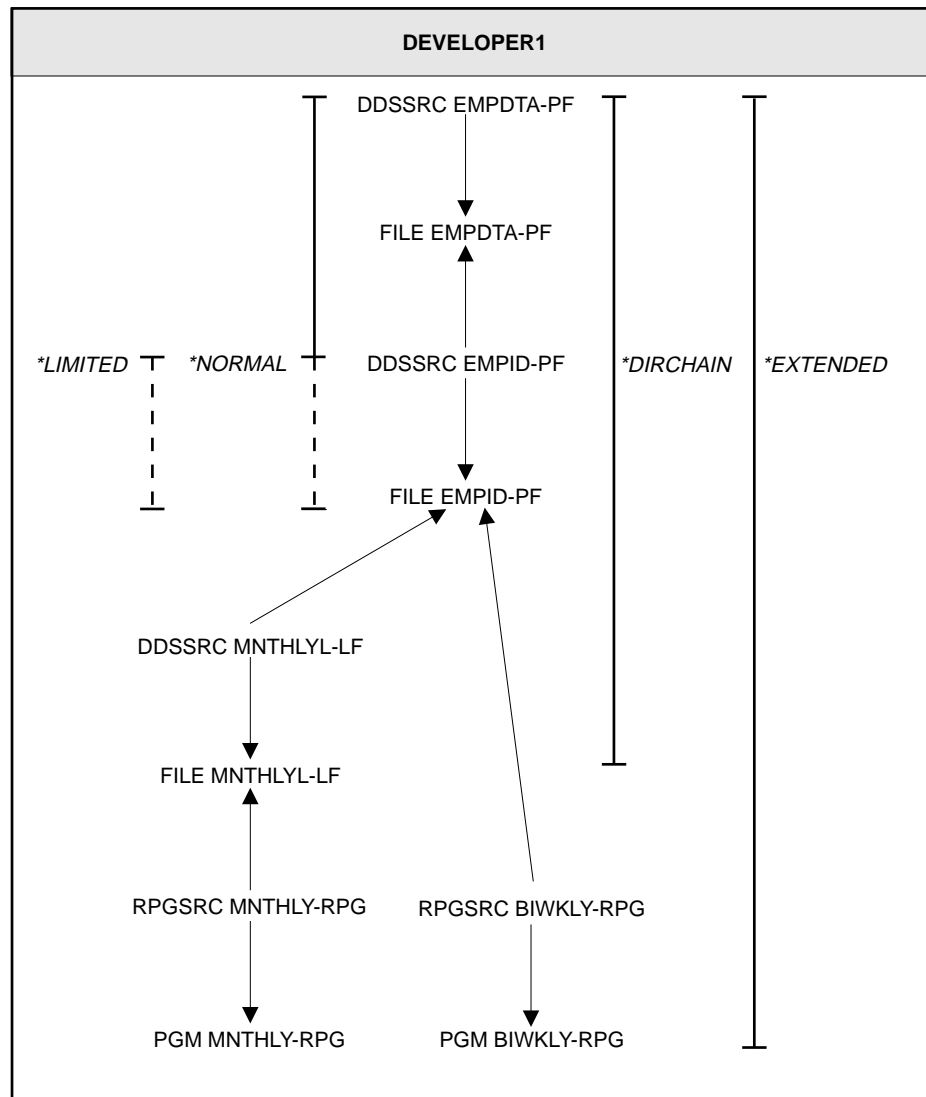 DEVELOPER1
DDSSRC EMPDTA-PF
FILE EMPDTA-PF
*LIMITED
*NORMAL
DDSSRC EMPID-PF
*DIRCHAIN
*EXTENDED
FILE EMPID-PF
DDSSRC MNTHLYL-LF
FILE MNTHLYL-LF
RPGSRC MNTHLY-RPG
RPGSRC BIWKLY-RPG
PGM MNTHLY-RPG
PGM BIWKLY-RPG